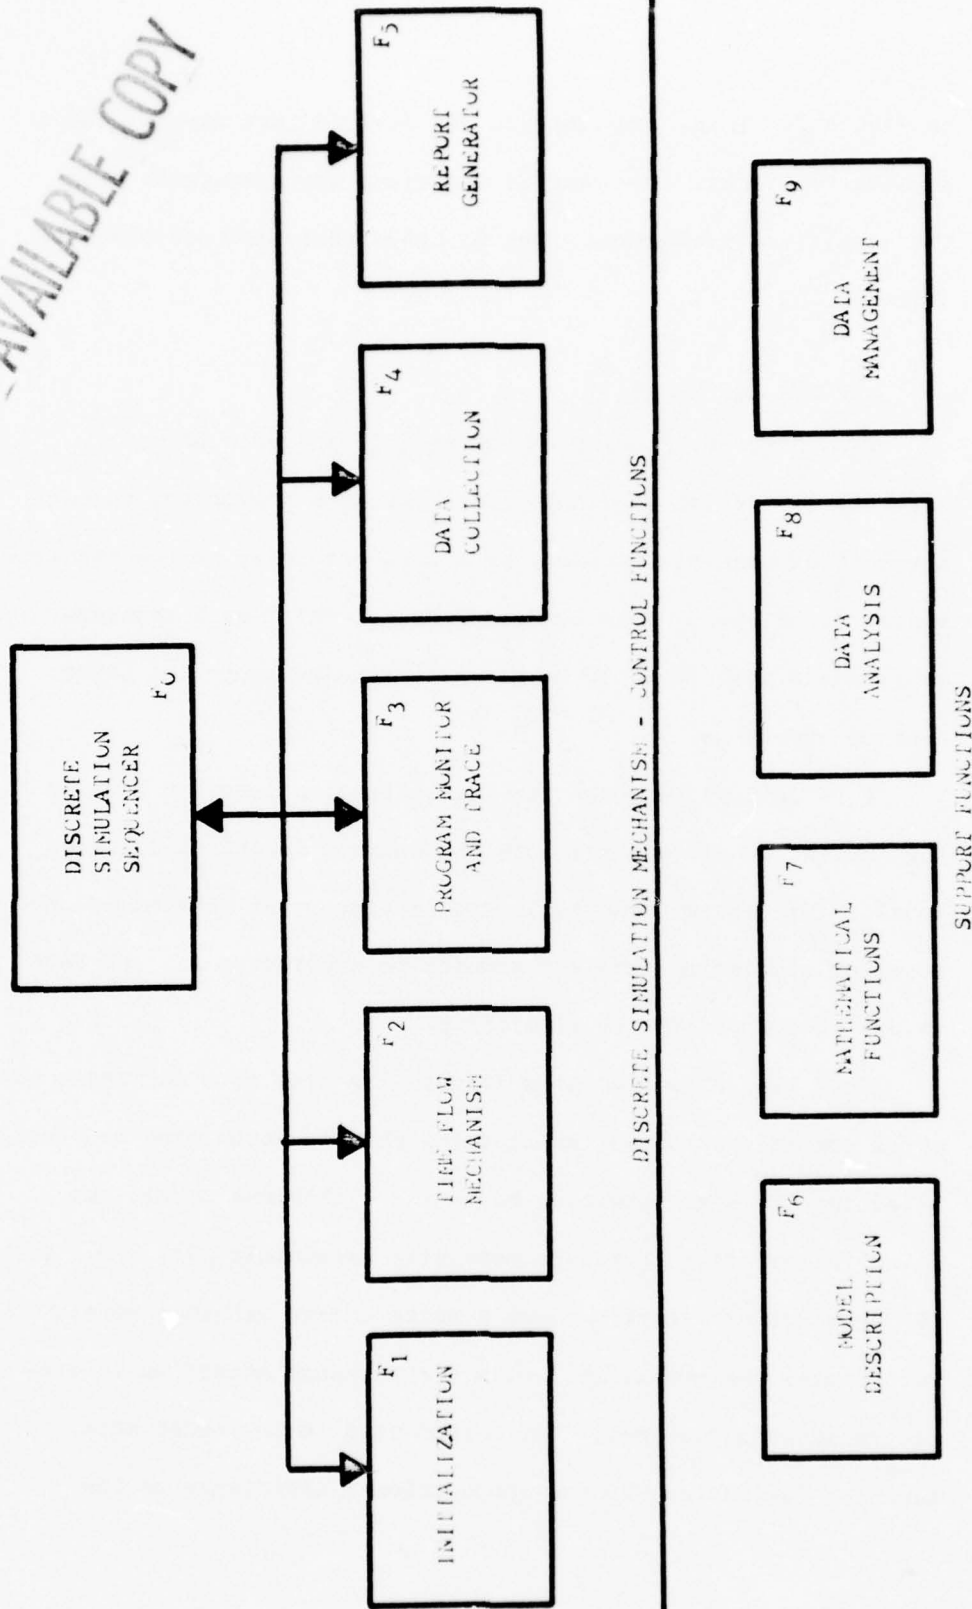 AVAILABLE COPY
DISCRETE
SIMULATION
SEQUENCER
F0
INITIALIZATION
F1
TIME FLOW
MECHANISM
F2
PROGRAM MONITOR
AND TRACE
F3
DATA
COLLECTION
F4
REPORT
GENERATOR
F5
DISCRETE SIMULATION MECHANISM - CONTROL FUNCTIONS
MODEL
DESCRIPTION
F6
MATHEMATICAL
FUNCTIONS
F7
DATA
ANALYSIS
F8
DATA
MANAGEMENT
F9
SUPPORT FUNCTIONS